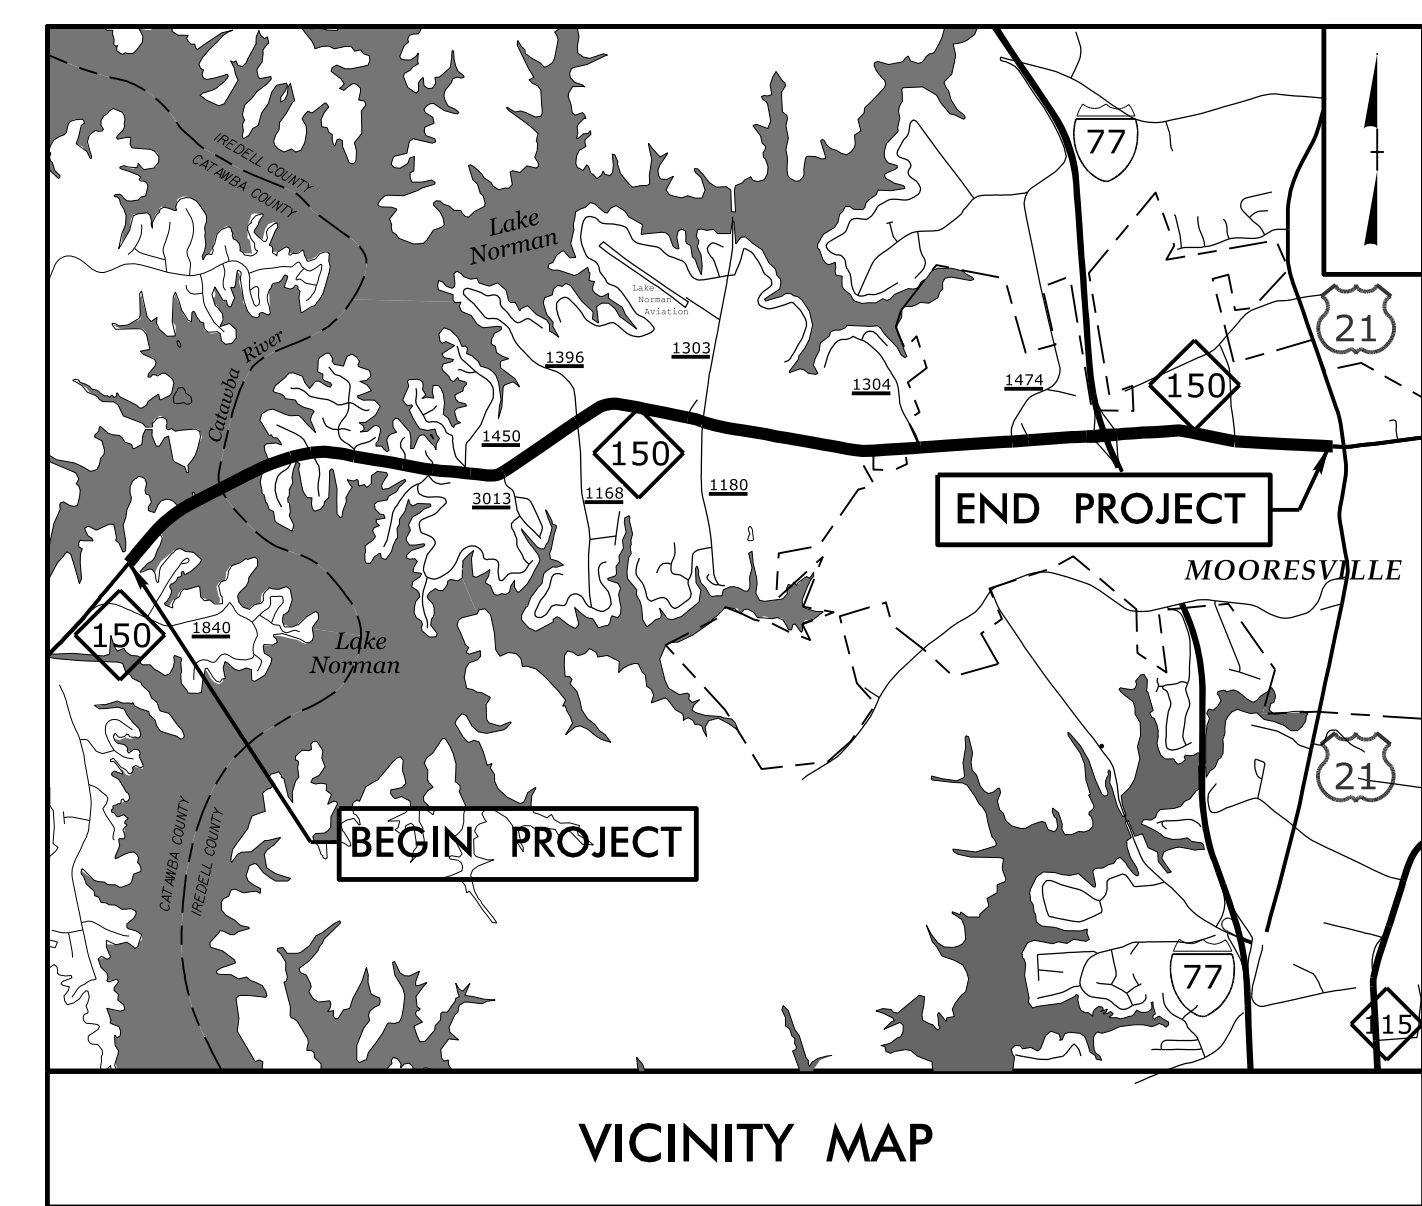 77
IREDELL COUNTY
CATAWBA COUNTY
Lake
Norman
Lake
Norman
Aviation
21
Catawba River
1396
1303
1304
1474
150
1450
150
3013
1168
1180
END PROJECT
MOORESVILLE
150
1840
Lake
Norman
21
BEGIN PROJECT
CATAWBA COUNTY
IREDELL COUNTY
77
115
VICINITY MAP